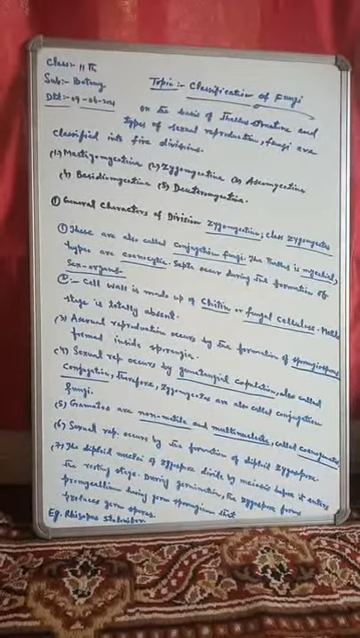 Class:- 11th
Sub:- Botany
Dtd:- 09-06-2021
Topic:- Classification of Fungi
on the basis of Thallus structure and
types of sexual reproduction, fungi are
classified into five divisions.
(1) Mastigomycotina (2) Zygomycotina (3) Ascomycotina
(4) Basidiomycotina (5) Deuteromycotina.
① General Characters of Division Zygomycotina; class Zygomycetes
① These are also called Conjugation fungi. The Thallus is mycelial,
hyphae are coenocytic. Septa occur during the formation of
Sex-organs.
②:- Cell wall is made up of Chitin or fungal Cellulose. Motile
stage is totally absent.
(3) Asexual reproduction occurs by the formation of sporangiospores
formed inside sporangia.
(4) Sexual rep occurs by gametangial copulation, also called
Conjugation, Therefore, Zygomycetes are also called conjugation
fungi.
(5) Gametes are non-motile and multinucleate, called Coenogametes
(6) Sexual rep. occurs by the formation of diploid Zygospore.
(7) The diploid nuclei of zygospore divide by meiosis before it enters
the resting stage. During germination, the zygospore forms
promycelium during germ sporangium that
produces germ spores.
Eg. Rhizopus stolonifer